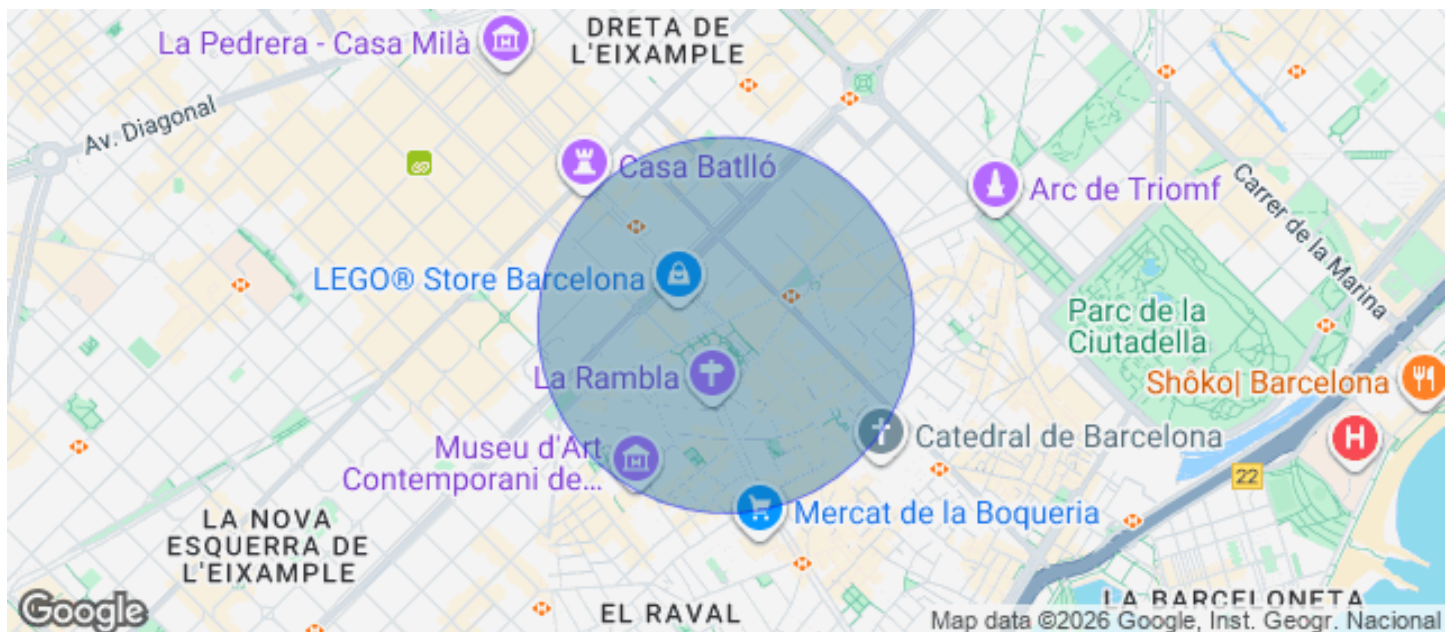 DRETA DE
L'EIXAMPLE
La Pedrera - Casa Milà
Av. Diagonal
Casa Batlló
Arc de Triomf
Carrer de la Marina
LEGO® Store Barcelona
Parc de la
Ciutadella
La Rambla
Shôko| Barcelona
Museu d'Art
Contemporani de...
Catedral de Barcelona
H
22
Mercat de la Boqueria
LA NOVA
ESQUERRA DE
L'EIXAMPLE
EL RAVAL
LA BARCELONETA
Google
Map data ©2026 Google, Inst. Geogr. Nacional